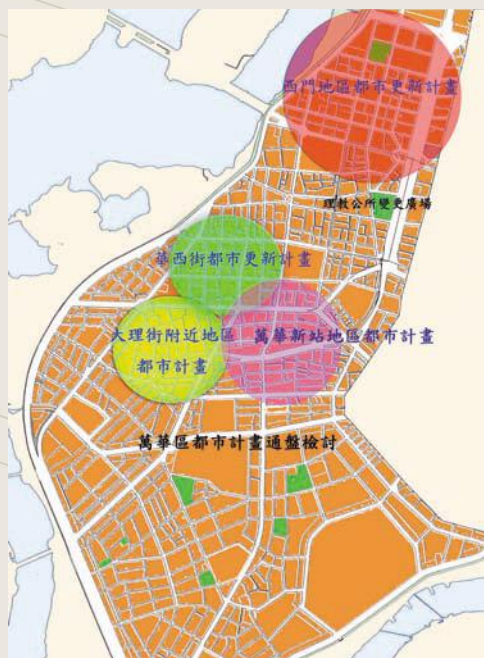 西門地區都市更新計畫
理教公所變更廣場
華西街都市更新計畫
大理街附近地區
都市計畫
萬華新站地區都市計畫
萬華區都市計畫通盤檢討